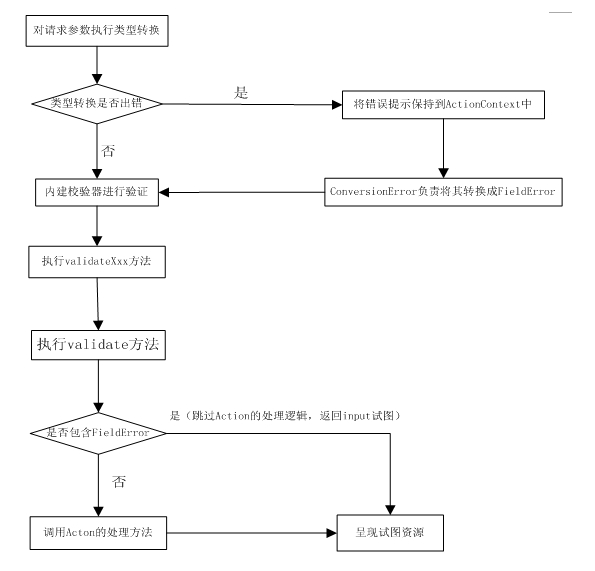 对请求参数执行类型转换
类型转换是否出错
是
将错误提示保持到ActionContext中
否
内建校验器进行验证
ConversionError负责将其转换成FieldError
执行validateXxx方法
执行validate方法
是（跳过Action的处理逻辑，返回input试图）
是否包含FieldError
否
调用Acton的处理方法
呈现试图资源